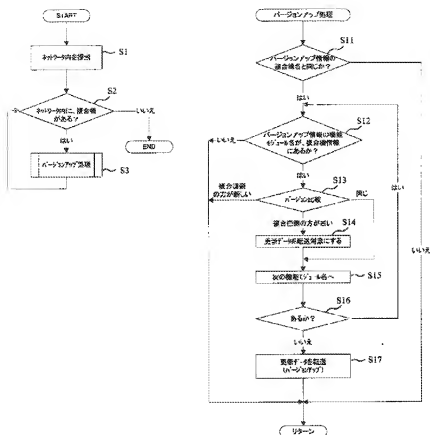 START
S1
ネットワーク内を探索
S2
ネットワーク内に、複合機
がある?
いいえ
はい
END
バージョンアップ処理
S3
バージョンアップ処理
S11
バージョンアップ情報の
複合機名と同じか?
はい
S12
いいえ
バージョンアップ情報の機能
モジュール名が、複合機情報
にあるか?
はい
はい
S13
複合機側
の方が新しい
バージョン比較
同じ
複合機側の方が古い
S14
いいえ
更新データを転送対象にする
次の機能モジュール名へ
S15
S16
あるか?
いいえ
更新データを転送
(バージョンアップ)
S17
リターン